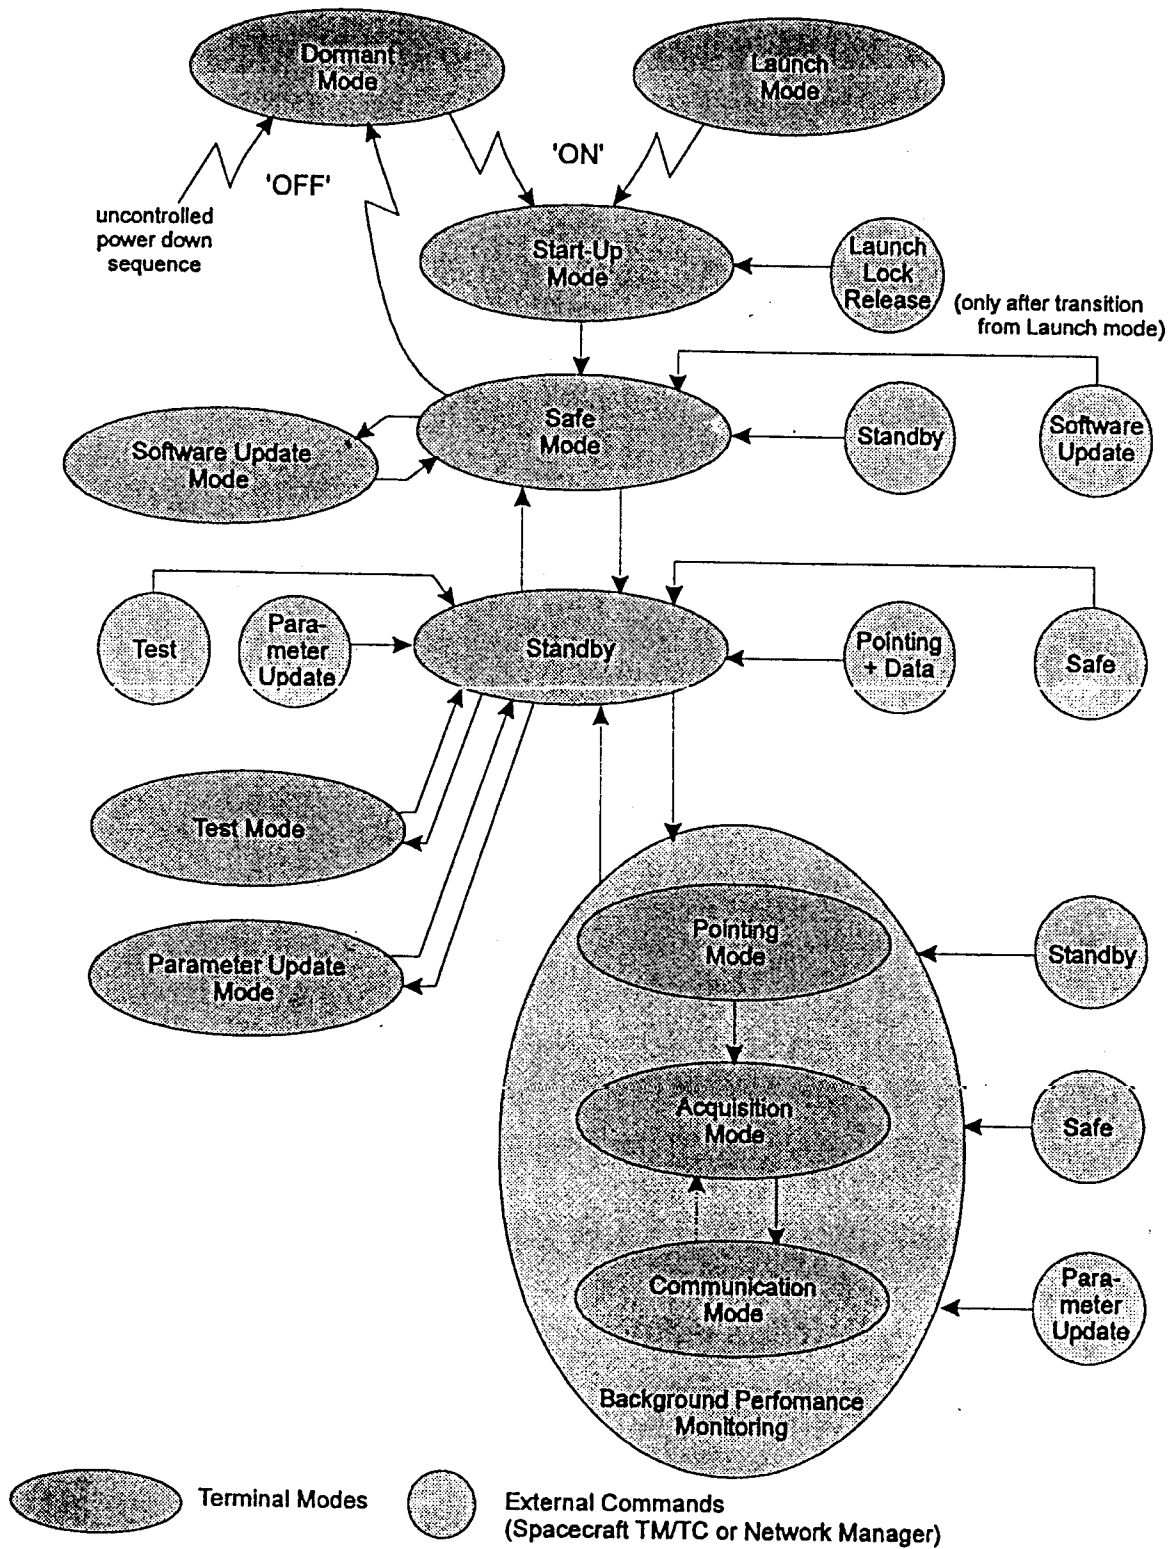 Dormant
Mode
Launch
Mode
'ON'
'OFF'
uncontrolled
power down
sequence
Start-Up
Mode
Launch
Lock
Release
(only after transition
from Launch mode)
Safe
Mode
Standby
Software
Update
Software Update
Mode
Test
Para-
meter
Update
Standby
Pointing
+ Data
Safe
Test Mode
Parameter Update
Mode
Pointing
Mode
Standby
Acquisition
Mode
Safe
Communication
Mode
Para-
meter
Update
Background Perfomance
Monitoring
Terminal Modes
External Commands
(Spacecraft TM/TC or Network Manager)